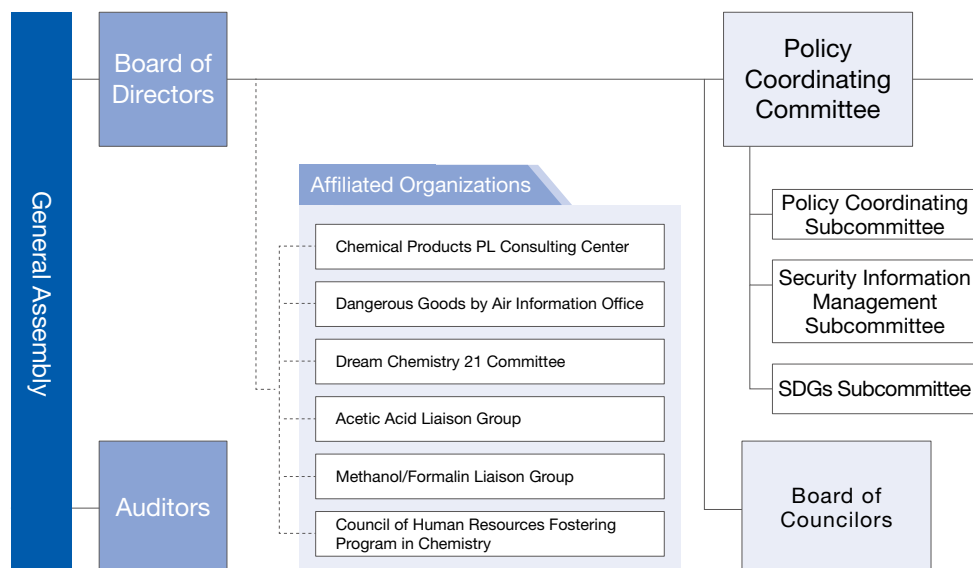 General Assembly
Board of
Directors
Auditors
Affiliated Organizations
Chemical Products PL Consulting Center
Dangerous Goods by Air Information Office
Dream Chemistry 21 Committee
Acetic Acid Liaison Group
Methanol/Formalin Liaison Group
Council of Human Resources Fostering
Program in Chemistry
Policy
Coordinating
Committee
Policy Coordinating
Subcommittee
Security Information
Management
Subcommittee
SDGs Subcommittee
Board of
Councilors